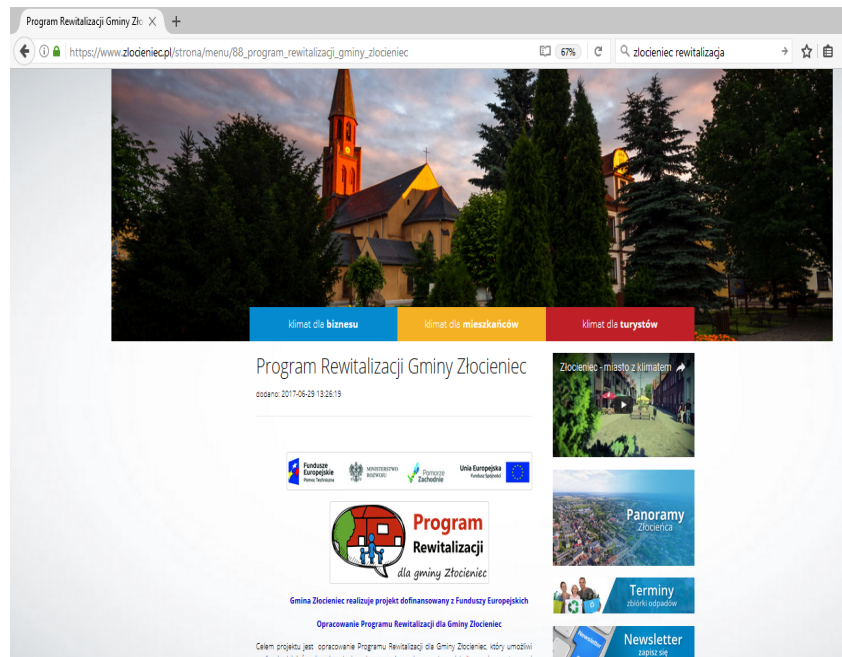 Program Rewitalizacji Gminy Zło
https://www.zlocieniec.pl/strona/menu/88_program_rewitalizacji_gminy_zlocieniec
67%
zlocieniec rewitalizacja
klimat dla biznesu
klimat dla mieszkańców
klimat dla turystów
Program Rewitalizacji Gminy Złocieniec
dodano: 2017-06-29 13:26:19
Fundusze
Europejskie
Pomoc Techniczna
MINISTERSTWO
ROZWOJU
Pomorze
Zachodnie
Unia Europejska
Fundusz Spójności
Program
Rewitalizacji
dla gminy Złocieniec
Gmina Złocieniec realizuje projekt dofinansowany z Funduszy Europejskich
Opracowanie Programu Rewitalizacji dla Gminy Złocieniec
Celem projektu jest opracowanie Programu Rewitalizacji dla Gminy Złocieniec, który umożliwi
Złocieniec - miasto z klimatem
Panoramy
Złocieńca
Terminy
zbiórki odpadów
Newsletter
Newsletter
zapisz się